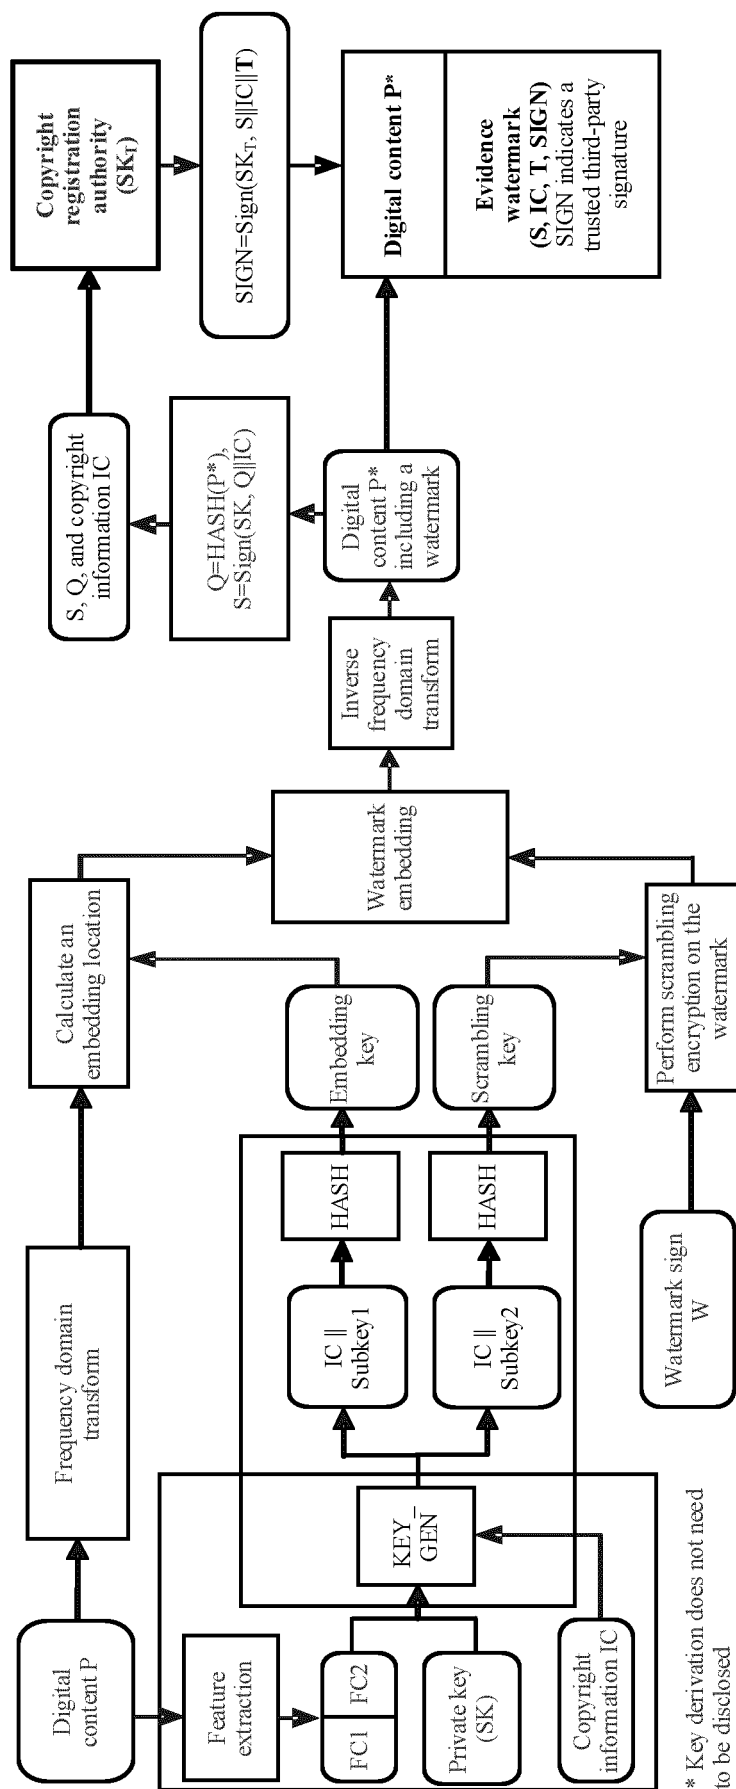 Digital
content P
Frequency domain
transform
Calculate an
embedding location
Feature
extraction
FC1
FC2
Private key
(SK)
Copyright
information IC
KEY_
GEN
IC ||
Subkey1
HASH
Embedding
key
IC ||
Subkey2
HASH
Scrambling
key
Watermark sign
W
Perform scrambling
encryption on the
watermark
Watermark
embedding
Inverse
frequency
domain
transform
Digital
content P*
including a
watermark
Q=HASH(P*),
S=Sign(SK, Q||IC)
S, Q, and copyright
information IC
Copyright
registration
authority
(SKT)
SIGN=Sign(SKT, S||IC||T)
Digital content P*
Evidence
watermark
(S, IC, T, SIGN)
SIGN indicates a
trusted third-party
signature
* Key derivation does not need
to be disclosed